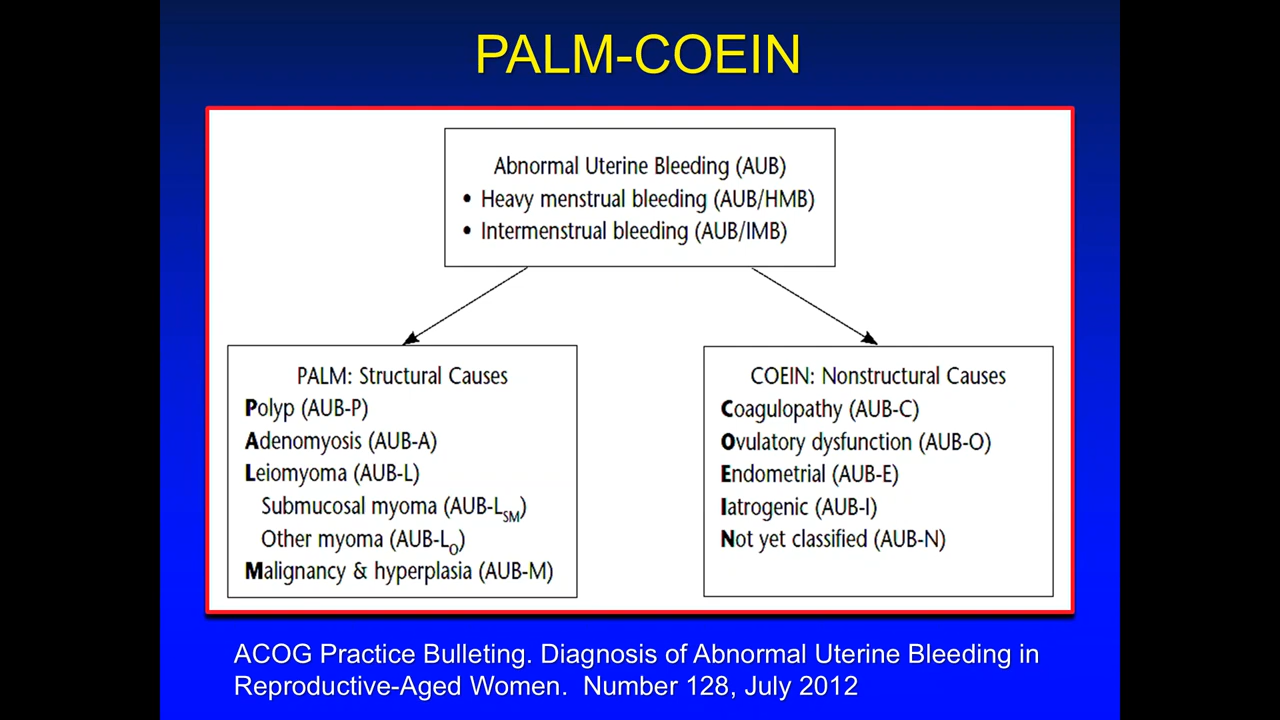 PALM-COEIN
Abnormal Uterine Bleeding (AUB)
• Heavy menstrual bleeding (AUB/HMB)
• Intermenstrual bleeding (AUB/IMB)
PALM: Structural Causes
Polyp (AUB-P)
Adenomyosis (AUB-A)
Leiomyoma (AUB-L)
Submucosal myoma (AUB-LSM)
Other myoma (AUB-LO)
Malignancy & hyperplasia (AUB-M)
COEIN: Nonstructural Causes
Coagulopathy (AUB-C)
Ovulatory dysfunction (AUB-O)
Endometrial (AUB-E)
Iatrogenic (AUB-I)
Not yet classified (AUB-N)
ACOG Practice Bulleting. Diagnosis of Abnormal Uterine Bleeding in
Reproductive-Aged Women. Number 128, July 2012